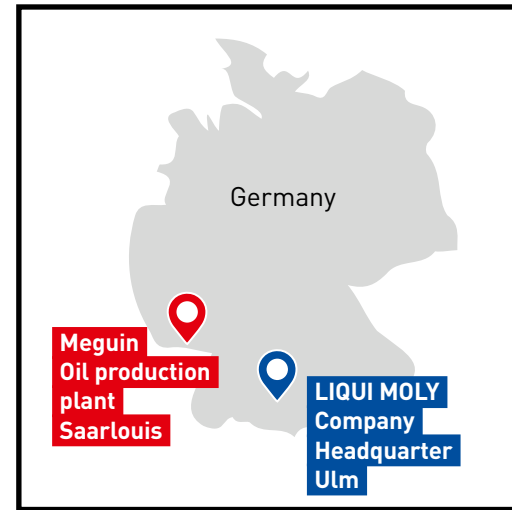 Germany
Meguin
Oil production
plant
Saarlouis
LIQUI MOLY
Company
Headquarter
Ulm